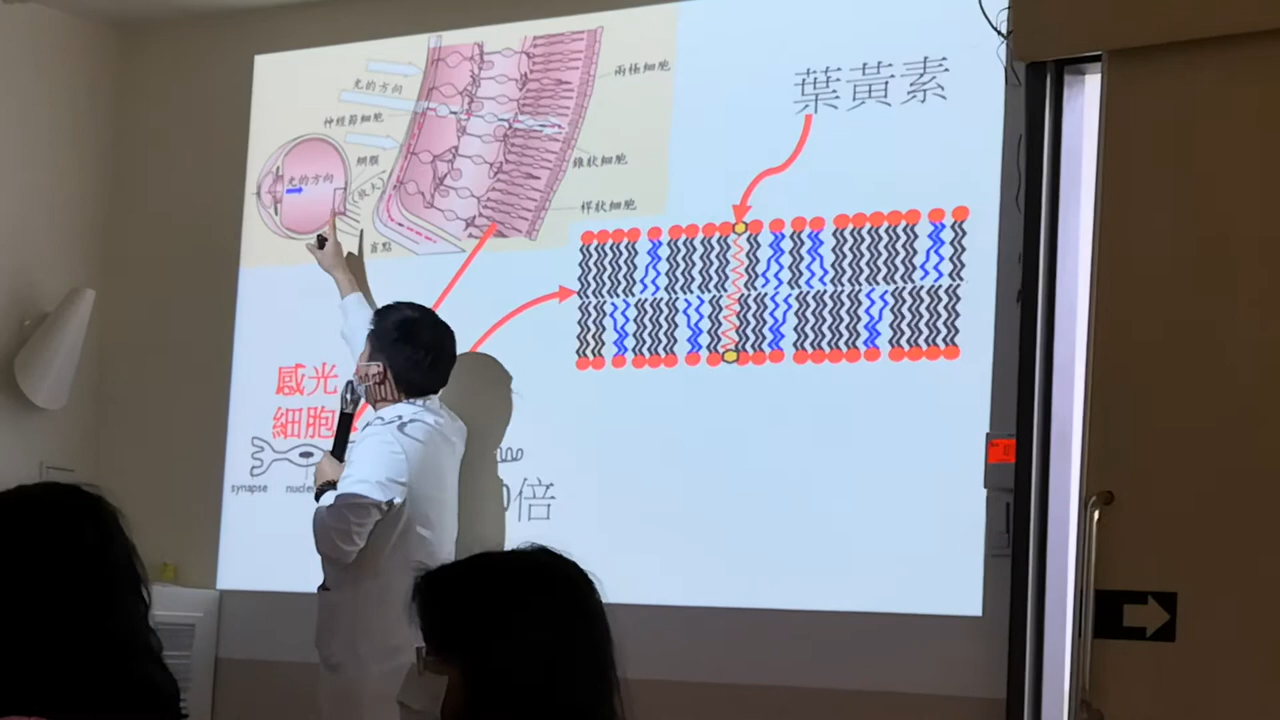 兩極細胞
光的方向
神經節細胞
網膜
光的方向
(放大)
錐狀細胞
桿狀細胞
盲點
葉黃素
感光
細胞
synapse
倍